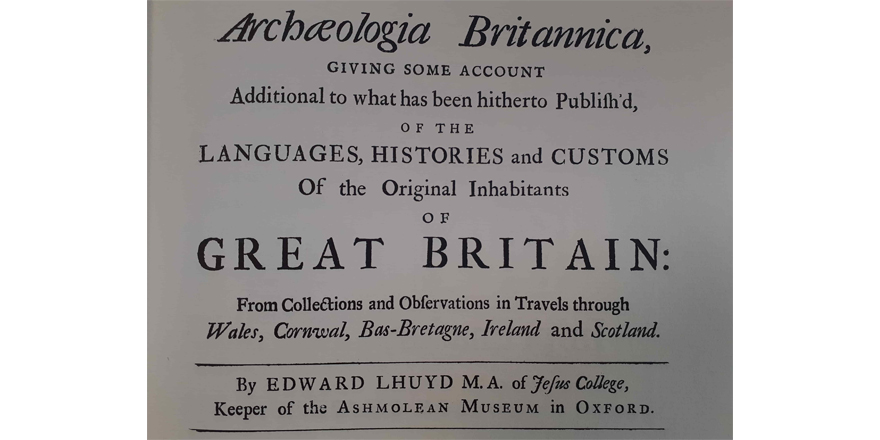 Archæologia Britannica,
GIVING SOME ACCOUNT
Additional to what has been hitherto Publiſh'd,
OF THE
LANGUAGES, HISTORIES and CUSTOMS
Of the Original Inhabitants
OF
GREAT BRITAIN:
From Collections and Obſervations in Travels through
Wales, Cornwal, Bas-Bretagne, Ireland and Scotland.
By EDWARD LHUYD M.A. of Jeſus College,
Keeper of the ASHMOLEAN MUSEUM in OXFORD.